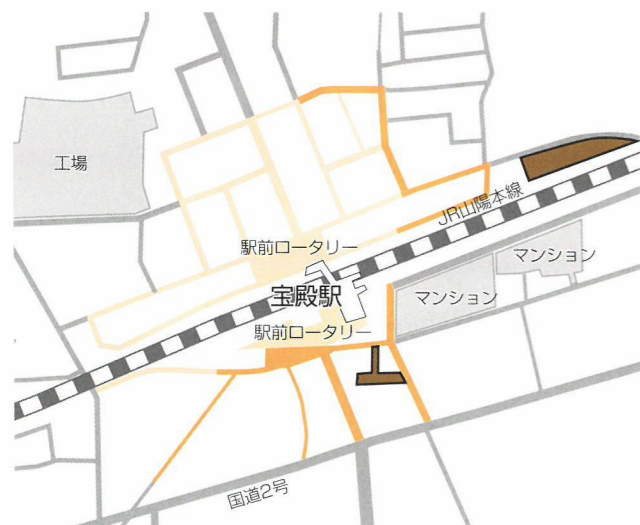 工場
JR山陽本線
駅前ロータリー
マンション
宝殿駅
マンション
駅前ロータリー
国道2号